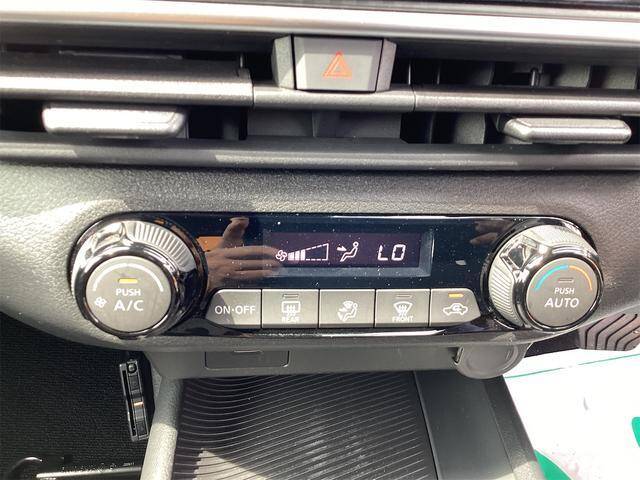 LO
PUSH
A/C
ON·OFF
REAR
FRONT
PUSH
AUTO